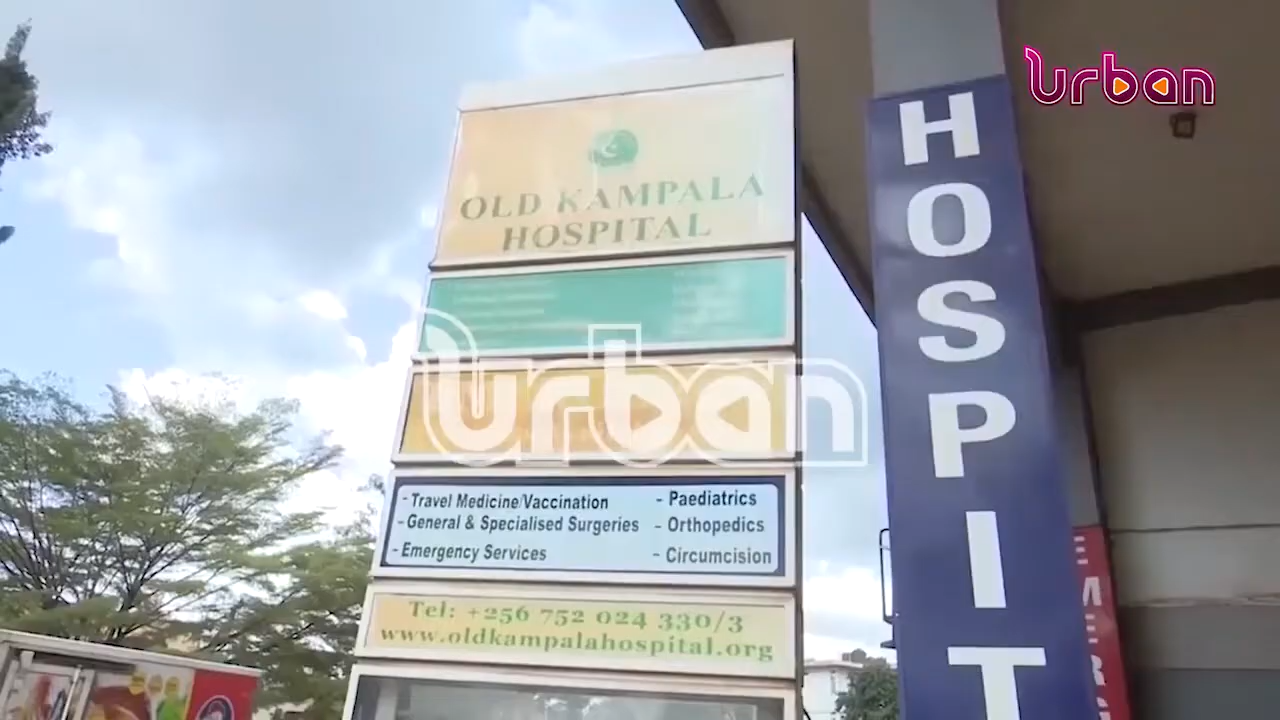 urban
OLD KAMPALA
HOSPITAL
urban
- Travel Medicine/Vaccination
- General & Specialised Surgeries
- Emergency Services
- Paediatrics
- Orthopedics
- Circumcision
Tel: +256 752 024 330/3
www.oldkampalahospital.org
HOSPIT
EMERG